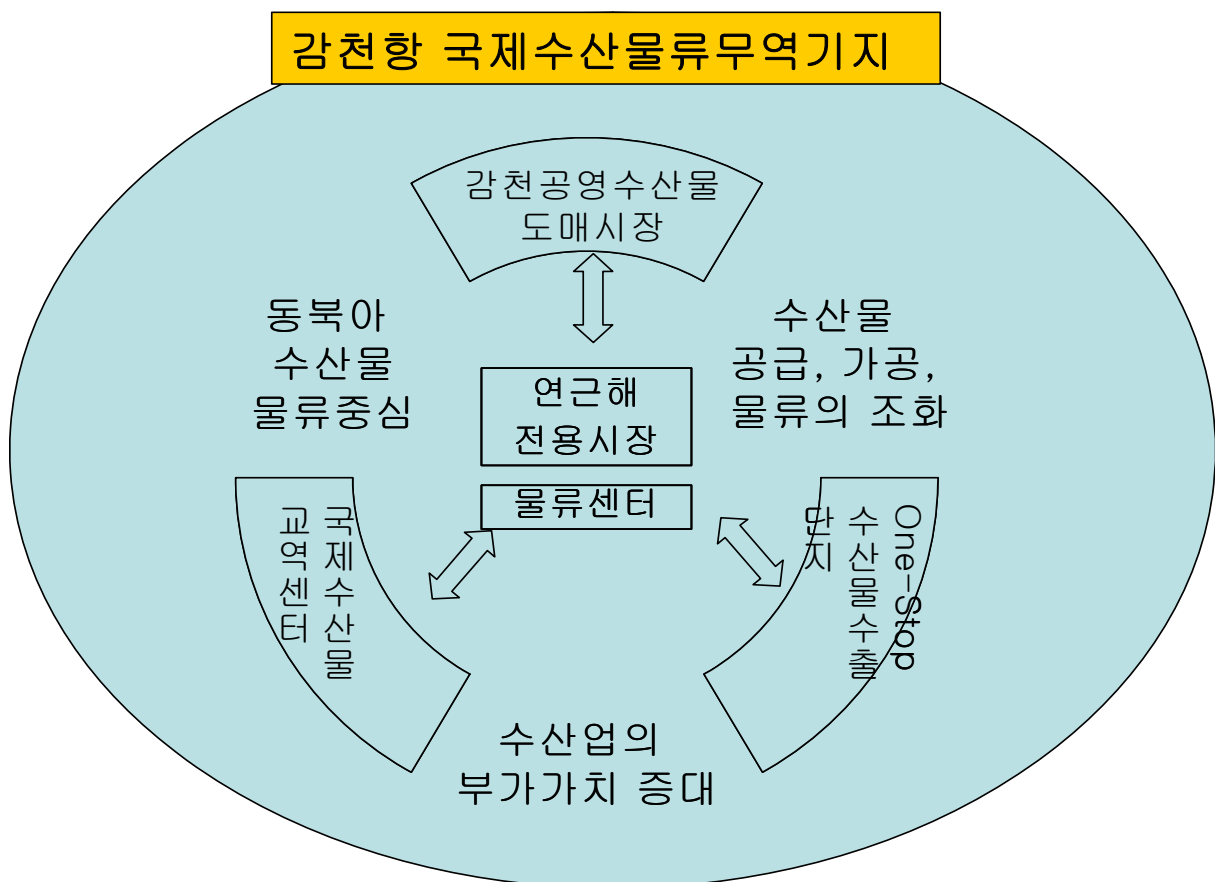 감천항 국제수산물류무역기지
감천공영수산물
도매시장
동북아
수산물
물류중심
수산물
공급, 가공,
물류의 조화
연근해
전용시장
물류센터
국제수산물
교역센터
One-Stop
수산물수출
단지
수산업의
부가가치 증대